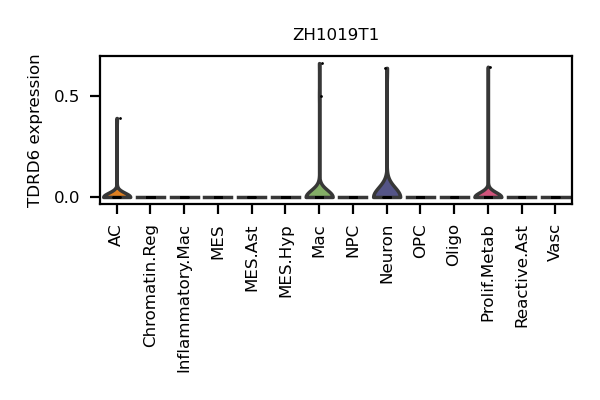 ZH1019T1
TDRD6 expression
0.5
0.0
AC
Chromatin.Reg
Inflammatory.Mac
MES
MES.Ast
MES.Hyp
Mac
NPC
Neuron
OPC
Oligo
Prolif.Metab
Reactive.Ast
Vasc